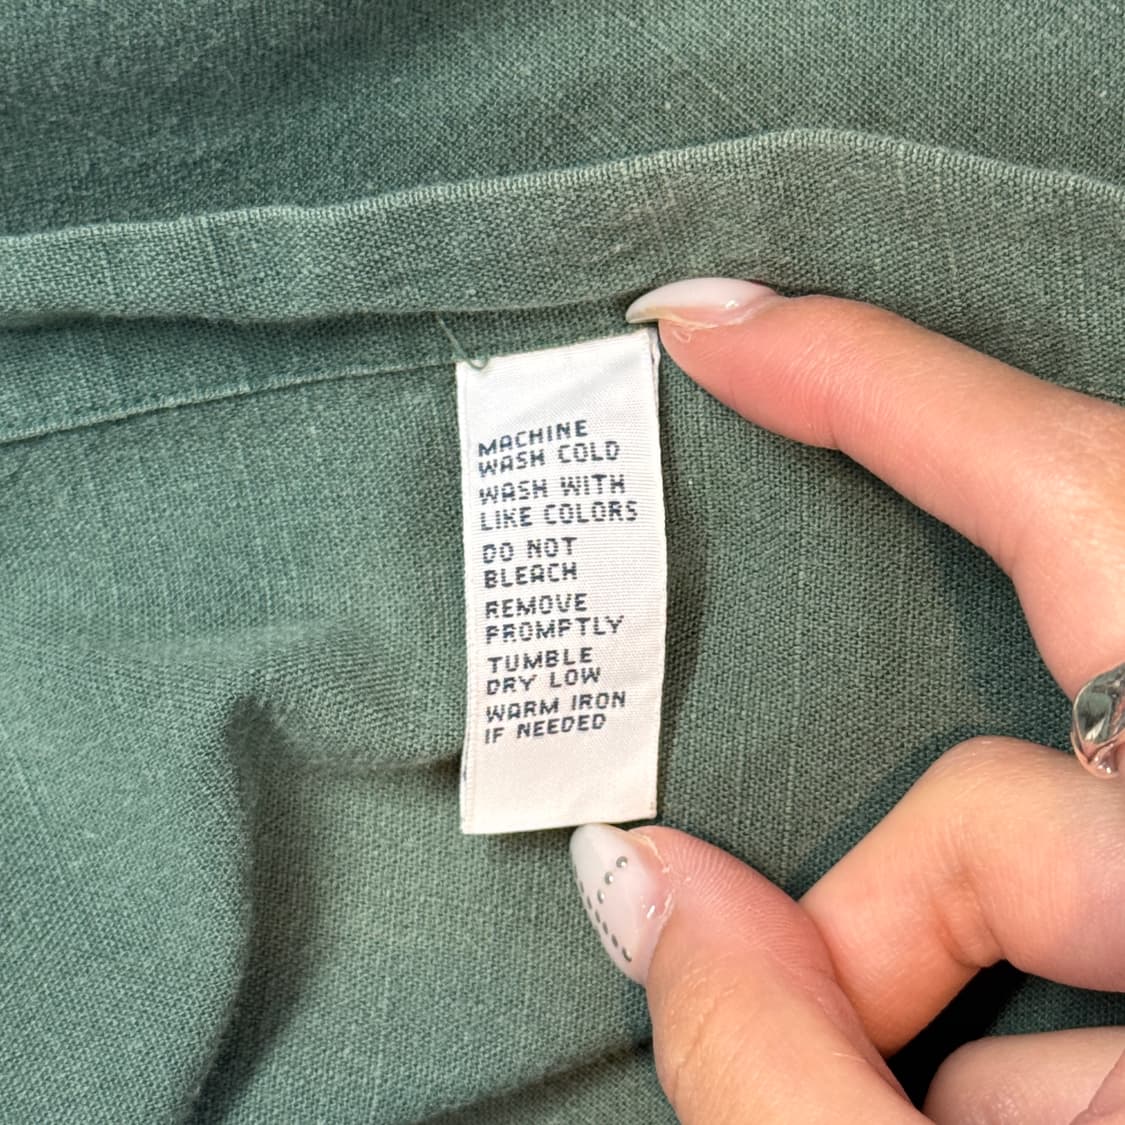 MACHINE
WASH COLD
WASH WITH
LIKE COLORS
DO NOT
BLEACH
REMOVE
PROMPTLY
TUMBLE
DRY LOW
WARM IRON
IF NEEDED